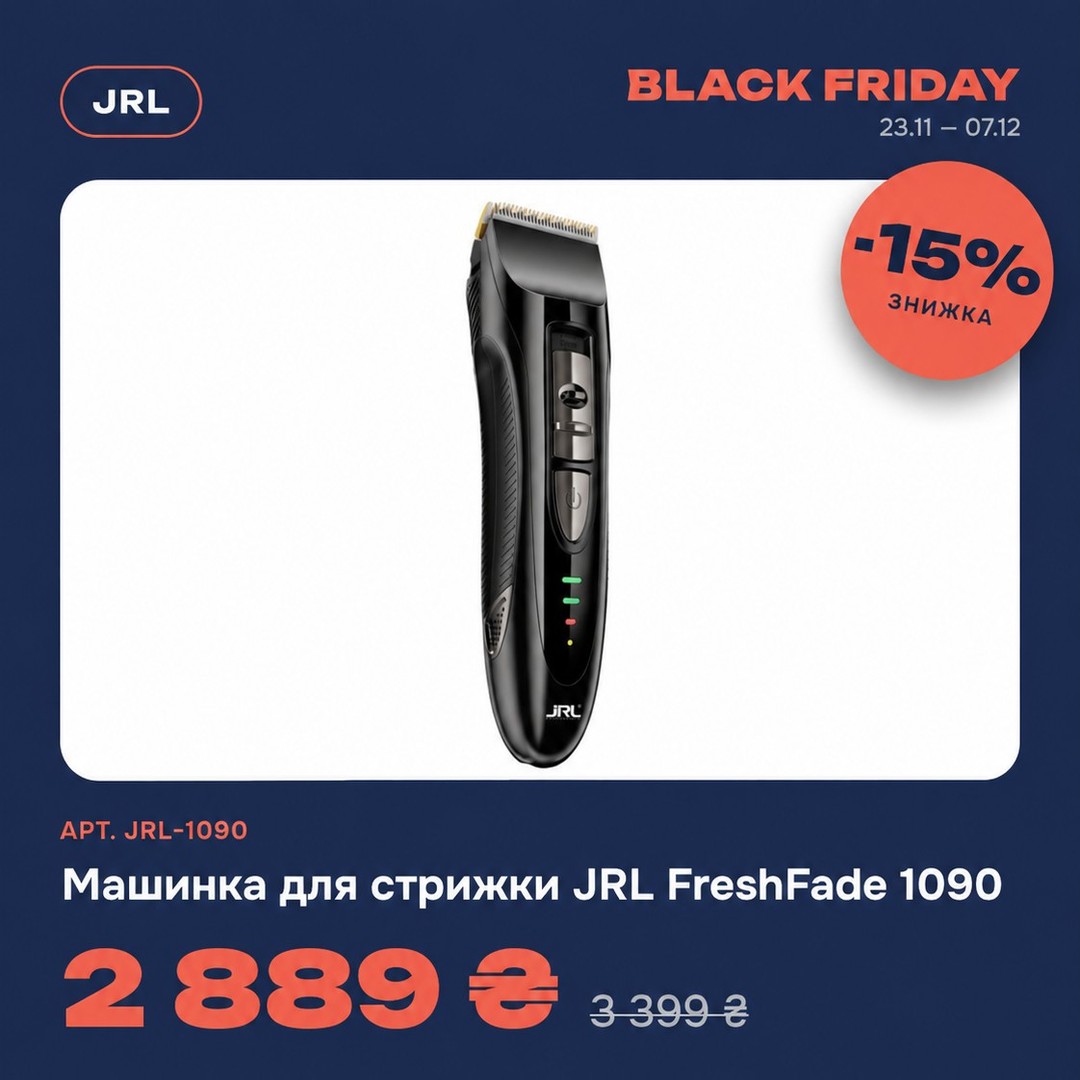 JRL
BLACK FRIDAY
23.11 – 07.12
-15%
ЗНИЖКА
JRL
АРТ. JRL-1090
Машинка для стрижки JRL FreshFade 1090
2 889 ₴
3 399 ₴